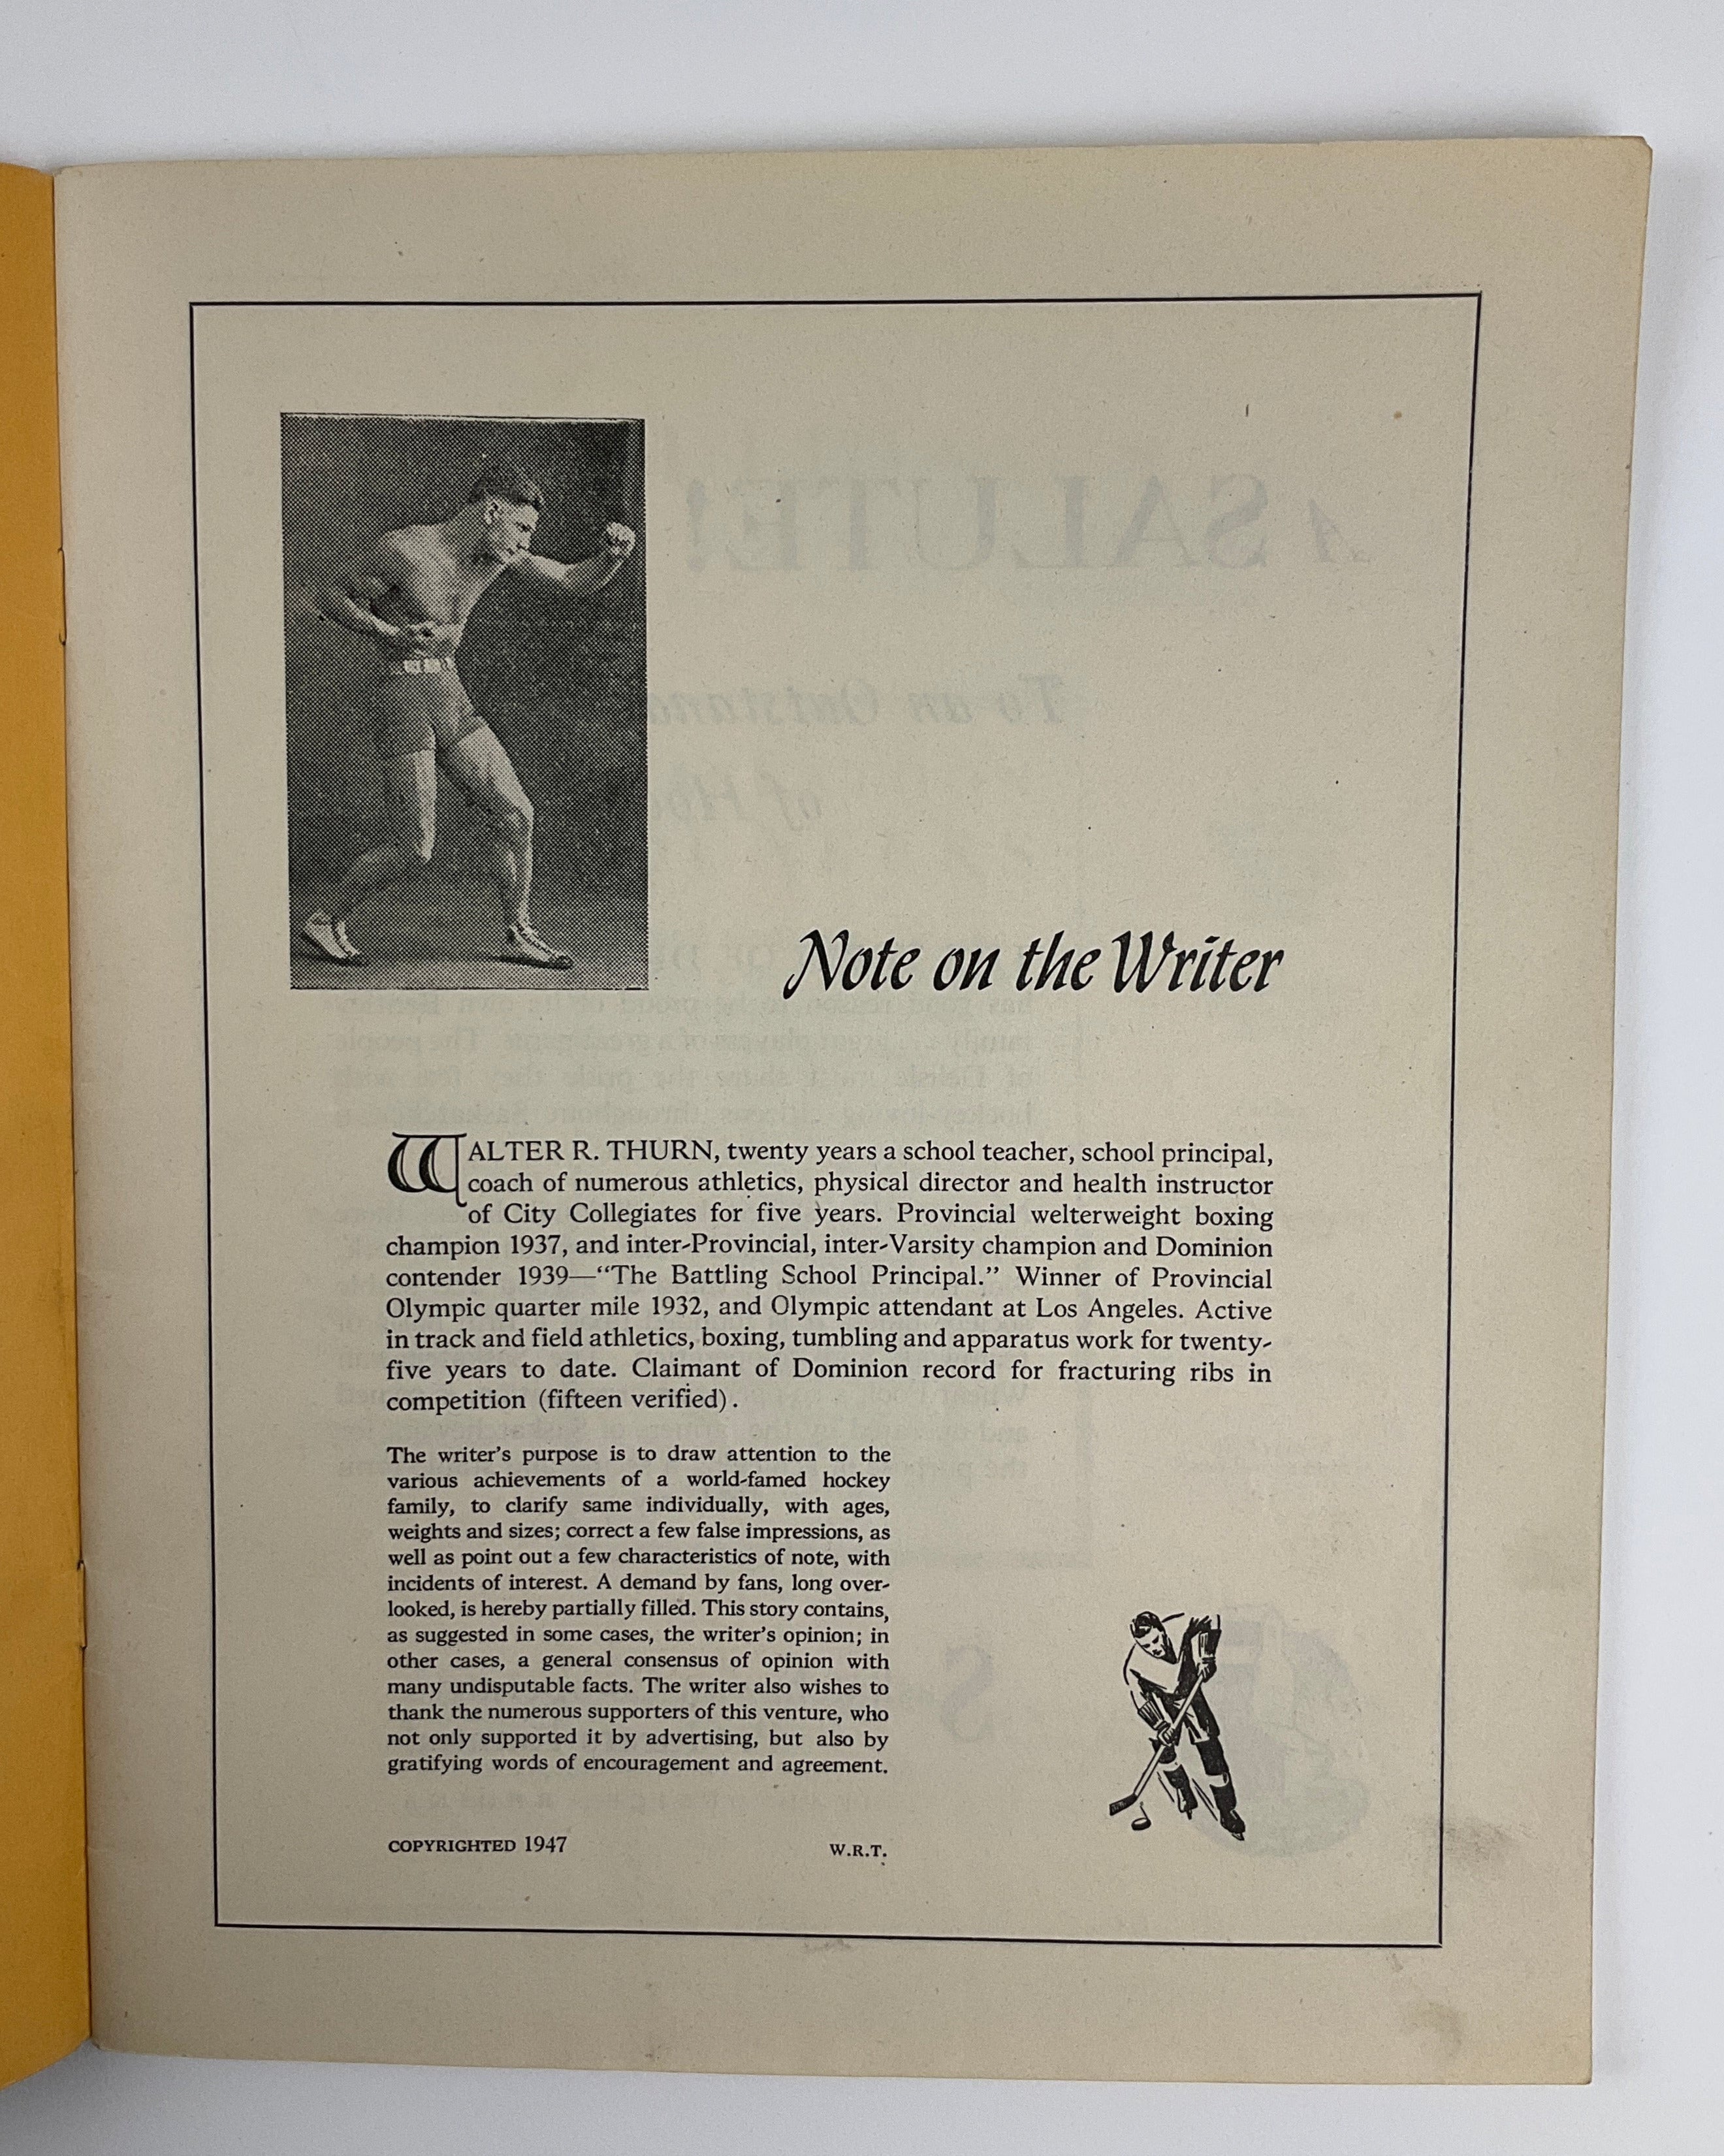 Note on the Writer
WALTER R. THURN, twenty years a school teacher, school principal,
coach of numerous athletics, physical director and health instructor
of City Collegiates for five years. Provincial welterweight boxing
champion 1937, and inter-Provincial, inter-Varsity champion and Dominion
contender 1939—“The Battling School Principal.” Winner of Provincial
Olympic quarter mile 1932, and Olympic attendant at Los Angeles. Active
in track and field athletics, boxing, tumbling and apparatus work for twenty-
five years to date. Claimant of Dominion record for fracturing ribs in
competition (fifteen verified).
The writer's purpose is to draw attention to the
various achievements of a world-famed hockey
family, to clarify same individually, with ages,
weights and sizes; correct a few false impressions, as
well as point out a few characteristics of note, with
incidents of interest. A demand by fans, long over-
looked, is hereby partially filled. This story contains,
as suggested in some cases, the writer's opinion; in
other cases, a general consensus of opinion with
many undisputable facts. The writer also wishes to
thank the numerous supporters of this venture, who
not only supported it by advertising, but also by
gratifying words of encouragement and agreement.
COPYRIGHTED 1947 W.R.T.